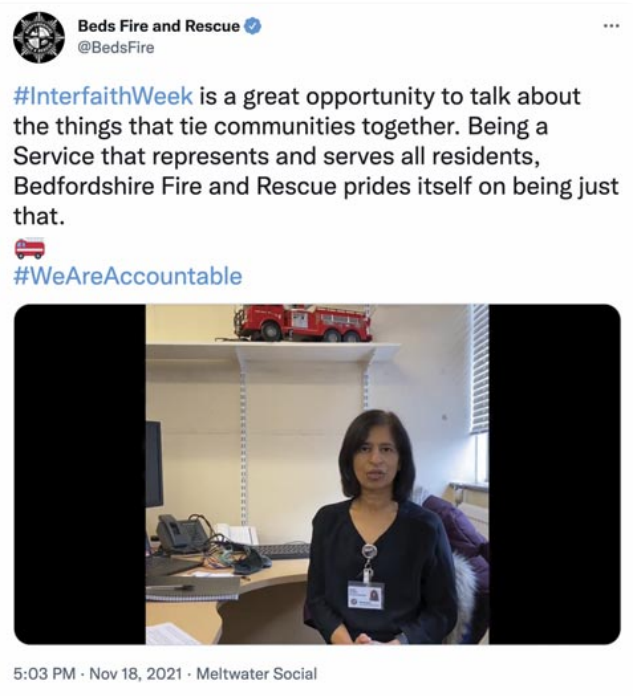 Beds Fire and Rescue
@BedsFire
#InterfaithWeek is a great opportunity to talk about
the things that tie communities together. Being a
Service that represents and serves all residents,
Bedfordshire Fire and Rescue prides itself on being just
that.
#WeAreAccountable
5:03 PM · Nov 18, 2021 · Meltwater Social